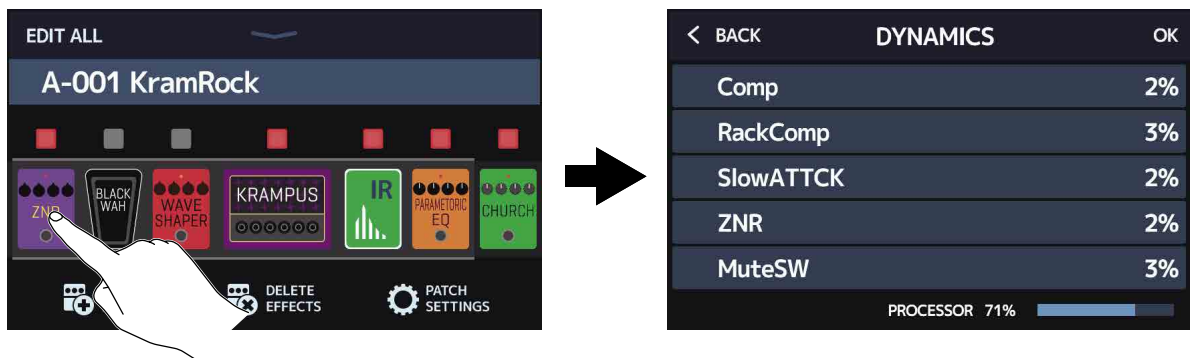 EDIT ALL
A-001 KramRock
ZNR
BLACK
WAH
WAVE
SHAPER
KRAMPUS
IR
PARAMETORIC
EQ
CHURCH
DELETE
EFFECTS
PATCH
SETTINGS
BACK DYNAMICS OK
Comp 2%
RackComp 3%
SlowATTCK 2%
ZNR 2%
MuteSW 3%
PROCESSOR 71%